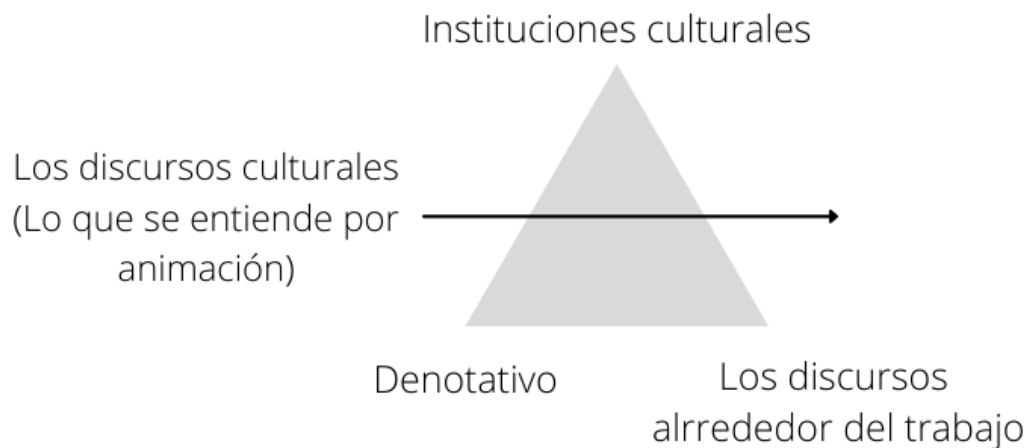 Instituciones culturales
Los discursos culturales
(Lo que se entiende por
animación)
Denotativo
Los discursos
alrrededor del trabajo